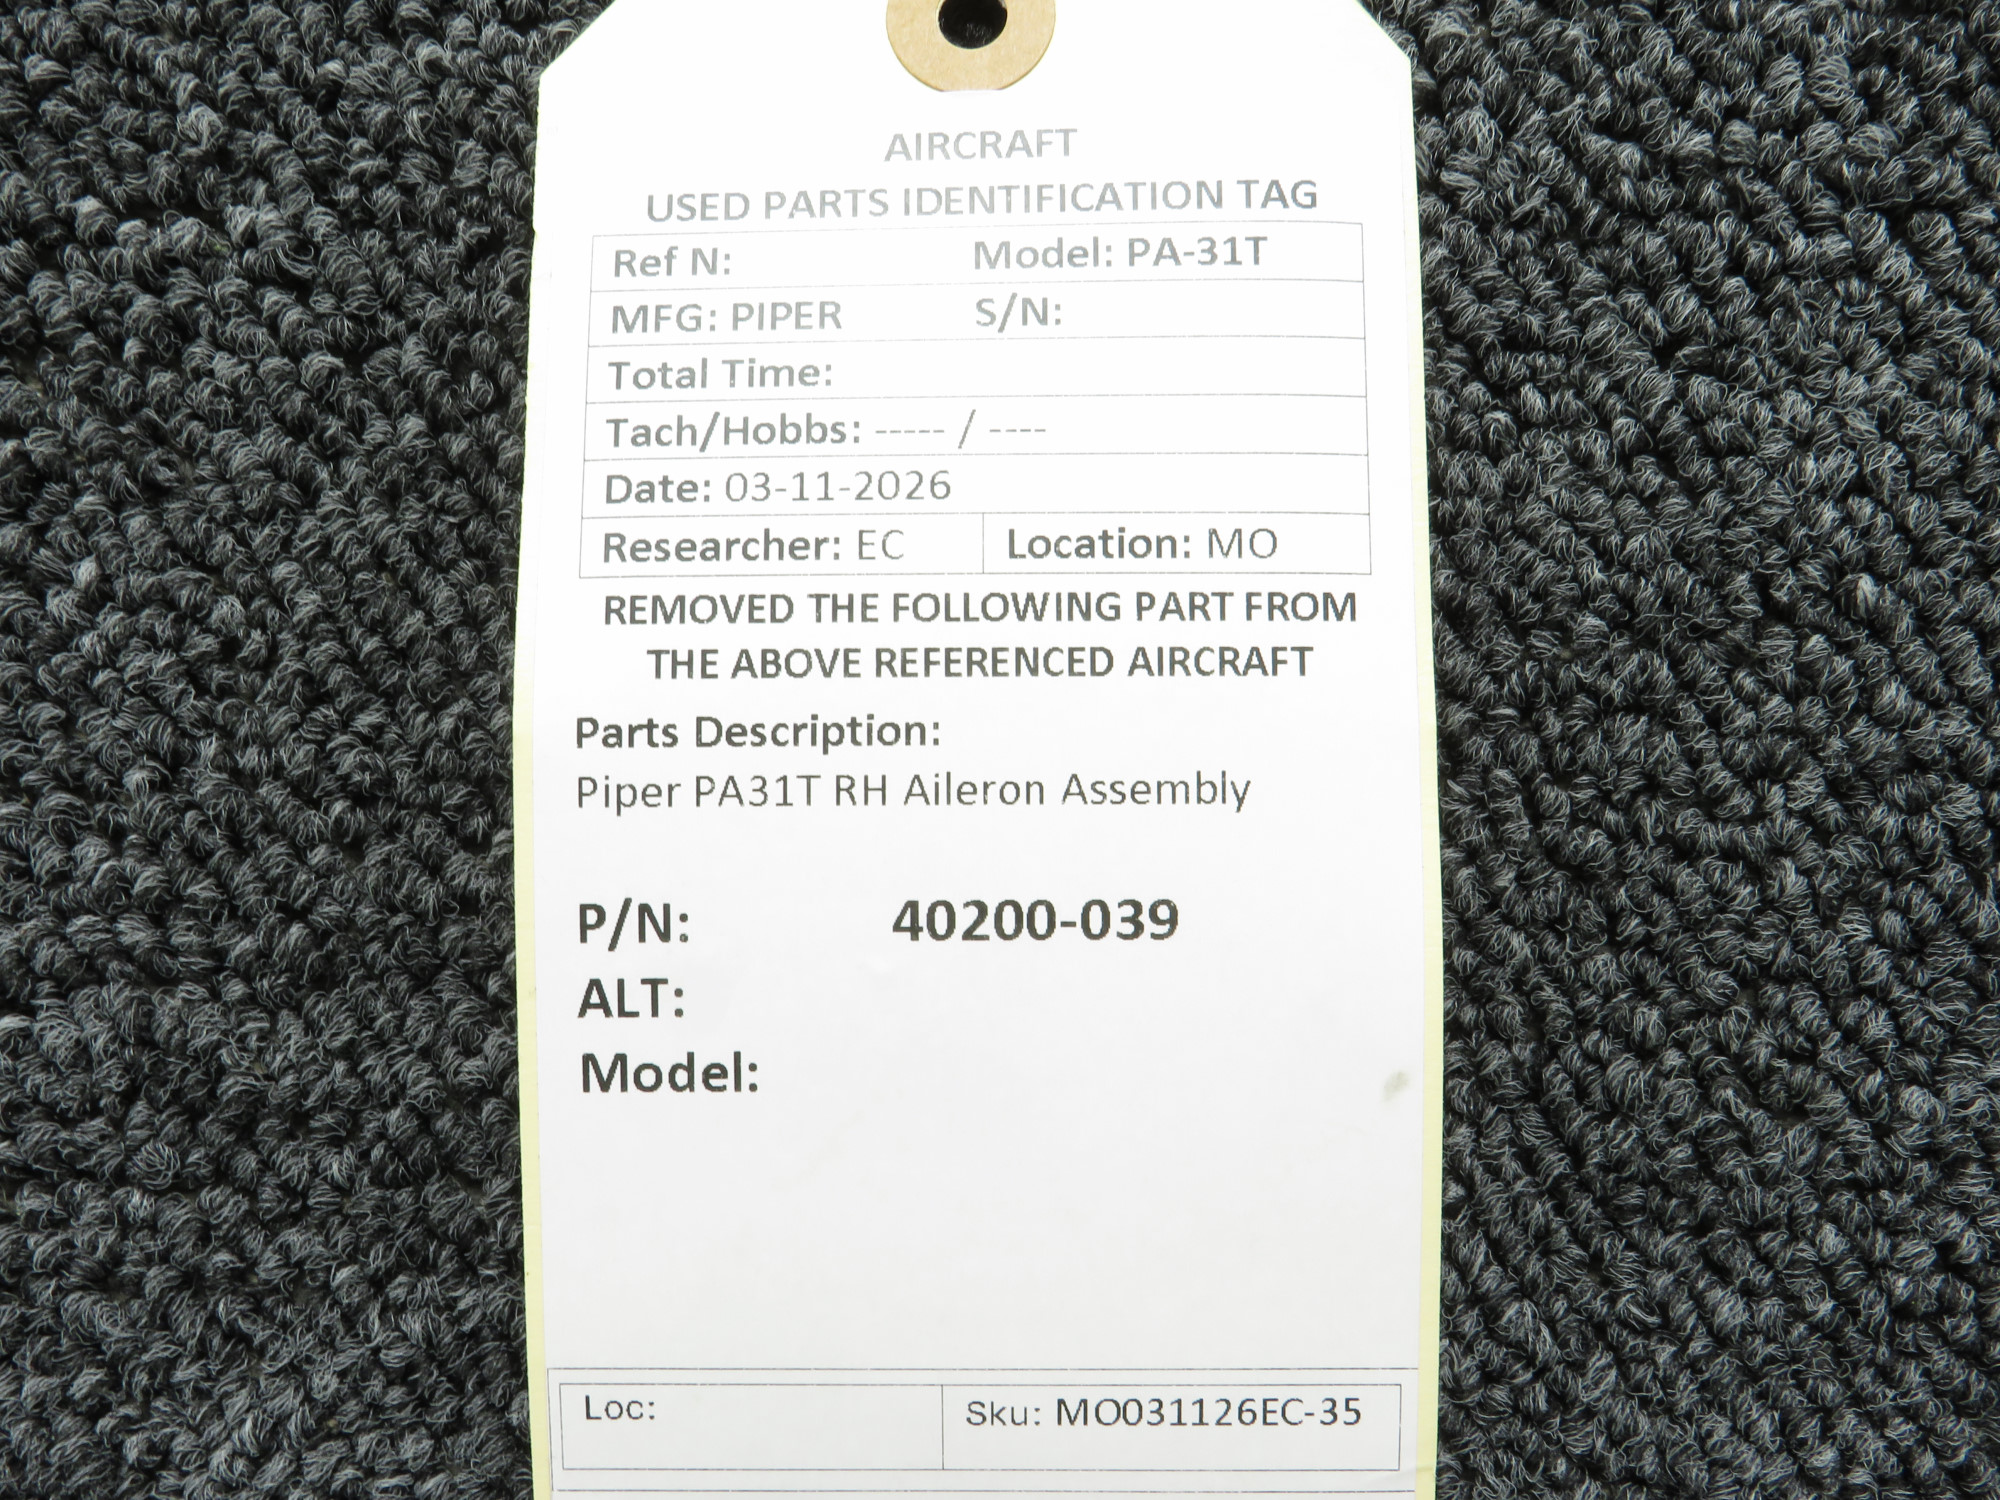 AIRCRAFT
USED PARTS IDENTIFICATION TAG
Ref N: Model: PA-31T
MFG: PIPER S/N:
Total Time:
Tach/Hobbs: ----- / ----
Date: 03-11-2026
Researcher: EC Location: MO
REMOVED THE FOLLOWING PART FROM
THE ABOVE REFERENCED AIRCRAFT
Parts Description:
Piper PA31T RH Aileron Assembly
P/N: 40200-039
ALT:
Model:
Loc: Sku: MO031126EC-35